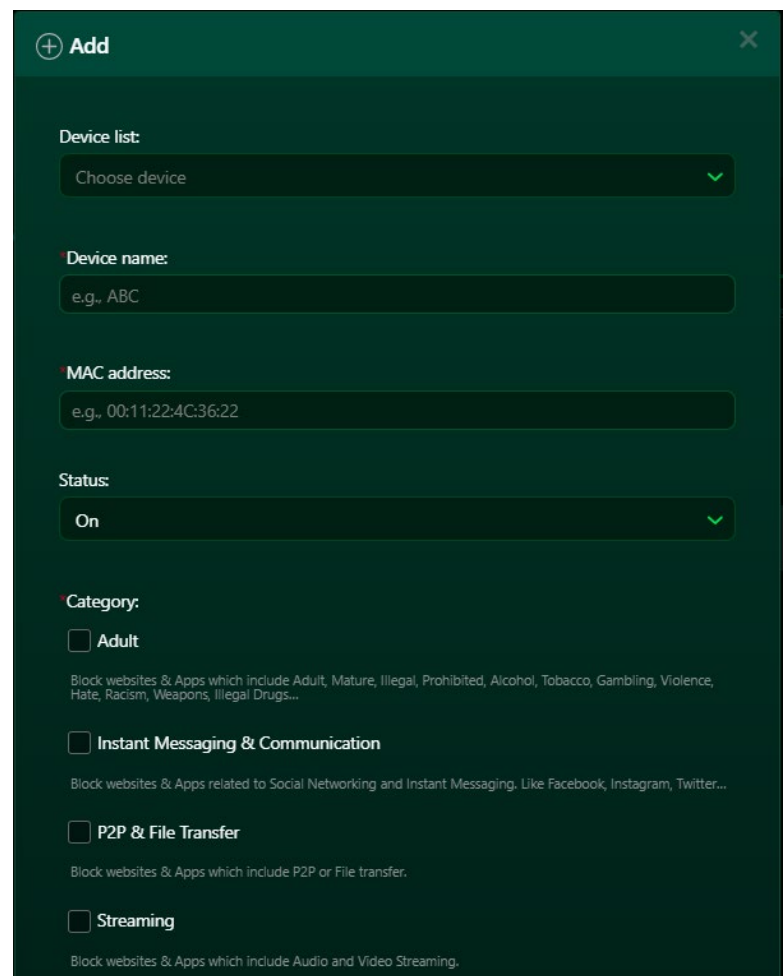 Add
Device list:
Choose device
*Device name:
e.g., ABC
*MAC address:
e.g., 00:11:22:4C:36:22
Status:
On
*Category:
Adult
Block websites & Apps which include Adult, Mature, Illegal, Prohibited, Alcohol, Tobacco, Gambling, Violence,
Hate, Racism, Weapons, Illegal Drugs...
Instant Messaging & Communication
Block websites & Apps related to Social Networking and Instant Messaging. Like Facebook, Instagram, Twitter...
P2P & File Transfer
Block websites & Apps which include P2P or File transfer.
Streaming
Block websites & Apps which include Audio and Video Streaming.